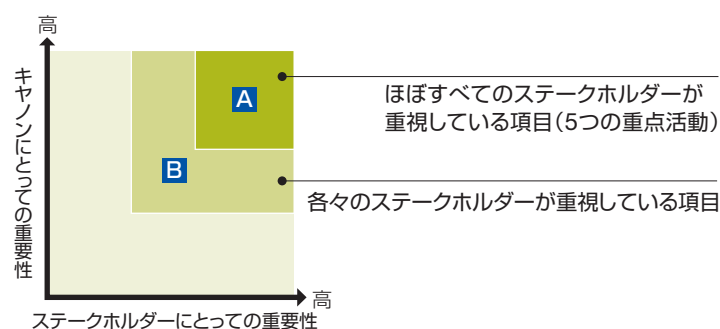 高
キヤノンにとっての重要性
A
ほぼすべてのステークホルダーが
重視している項目(5つの重点活動)
B
各々のステークホルダーが重視している項目
高
ステークホルダーにとっての重要性